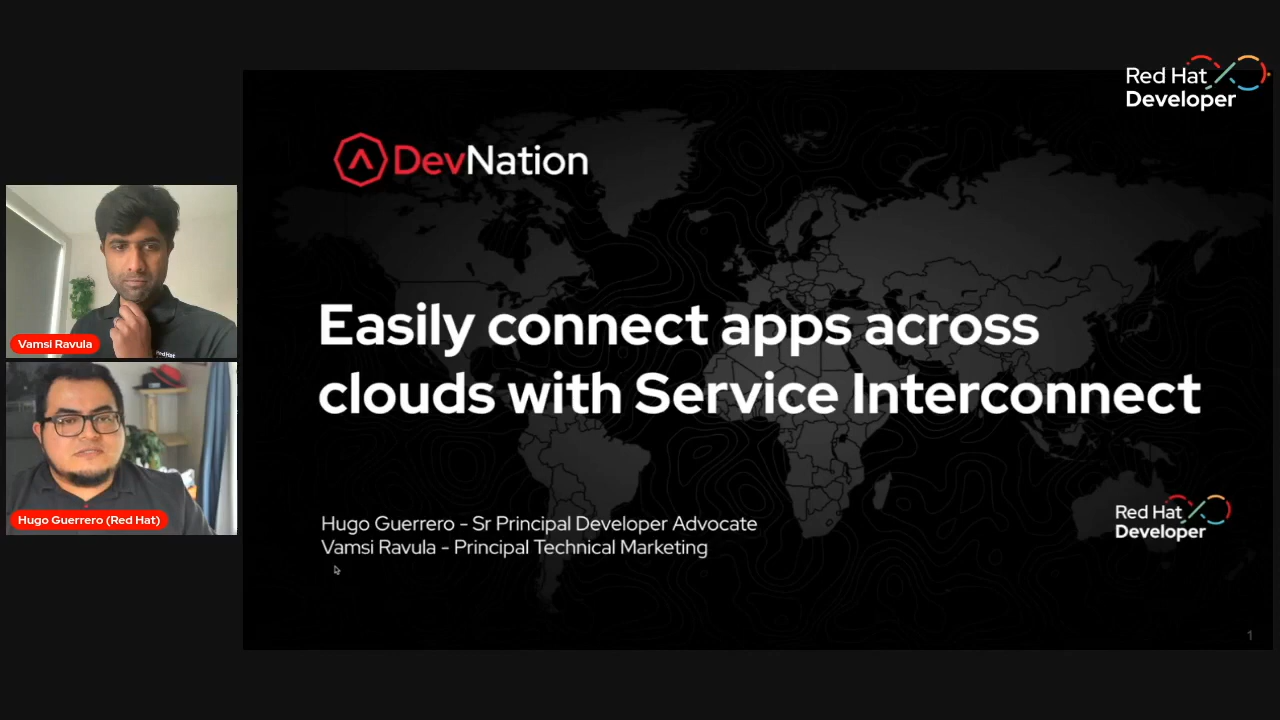 Red Hat
Developer
DevNation
Vamsi Ravula
RedHat
Easily connect apps across
clouds with Service Interconnect
Hugo Guerrero (Red Hat)
Hugo Guerrero - Sr Principal Developer Advocate
Vamsi Ravula - Principal Technical Marketing
Red Hat
Developer
1